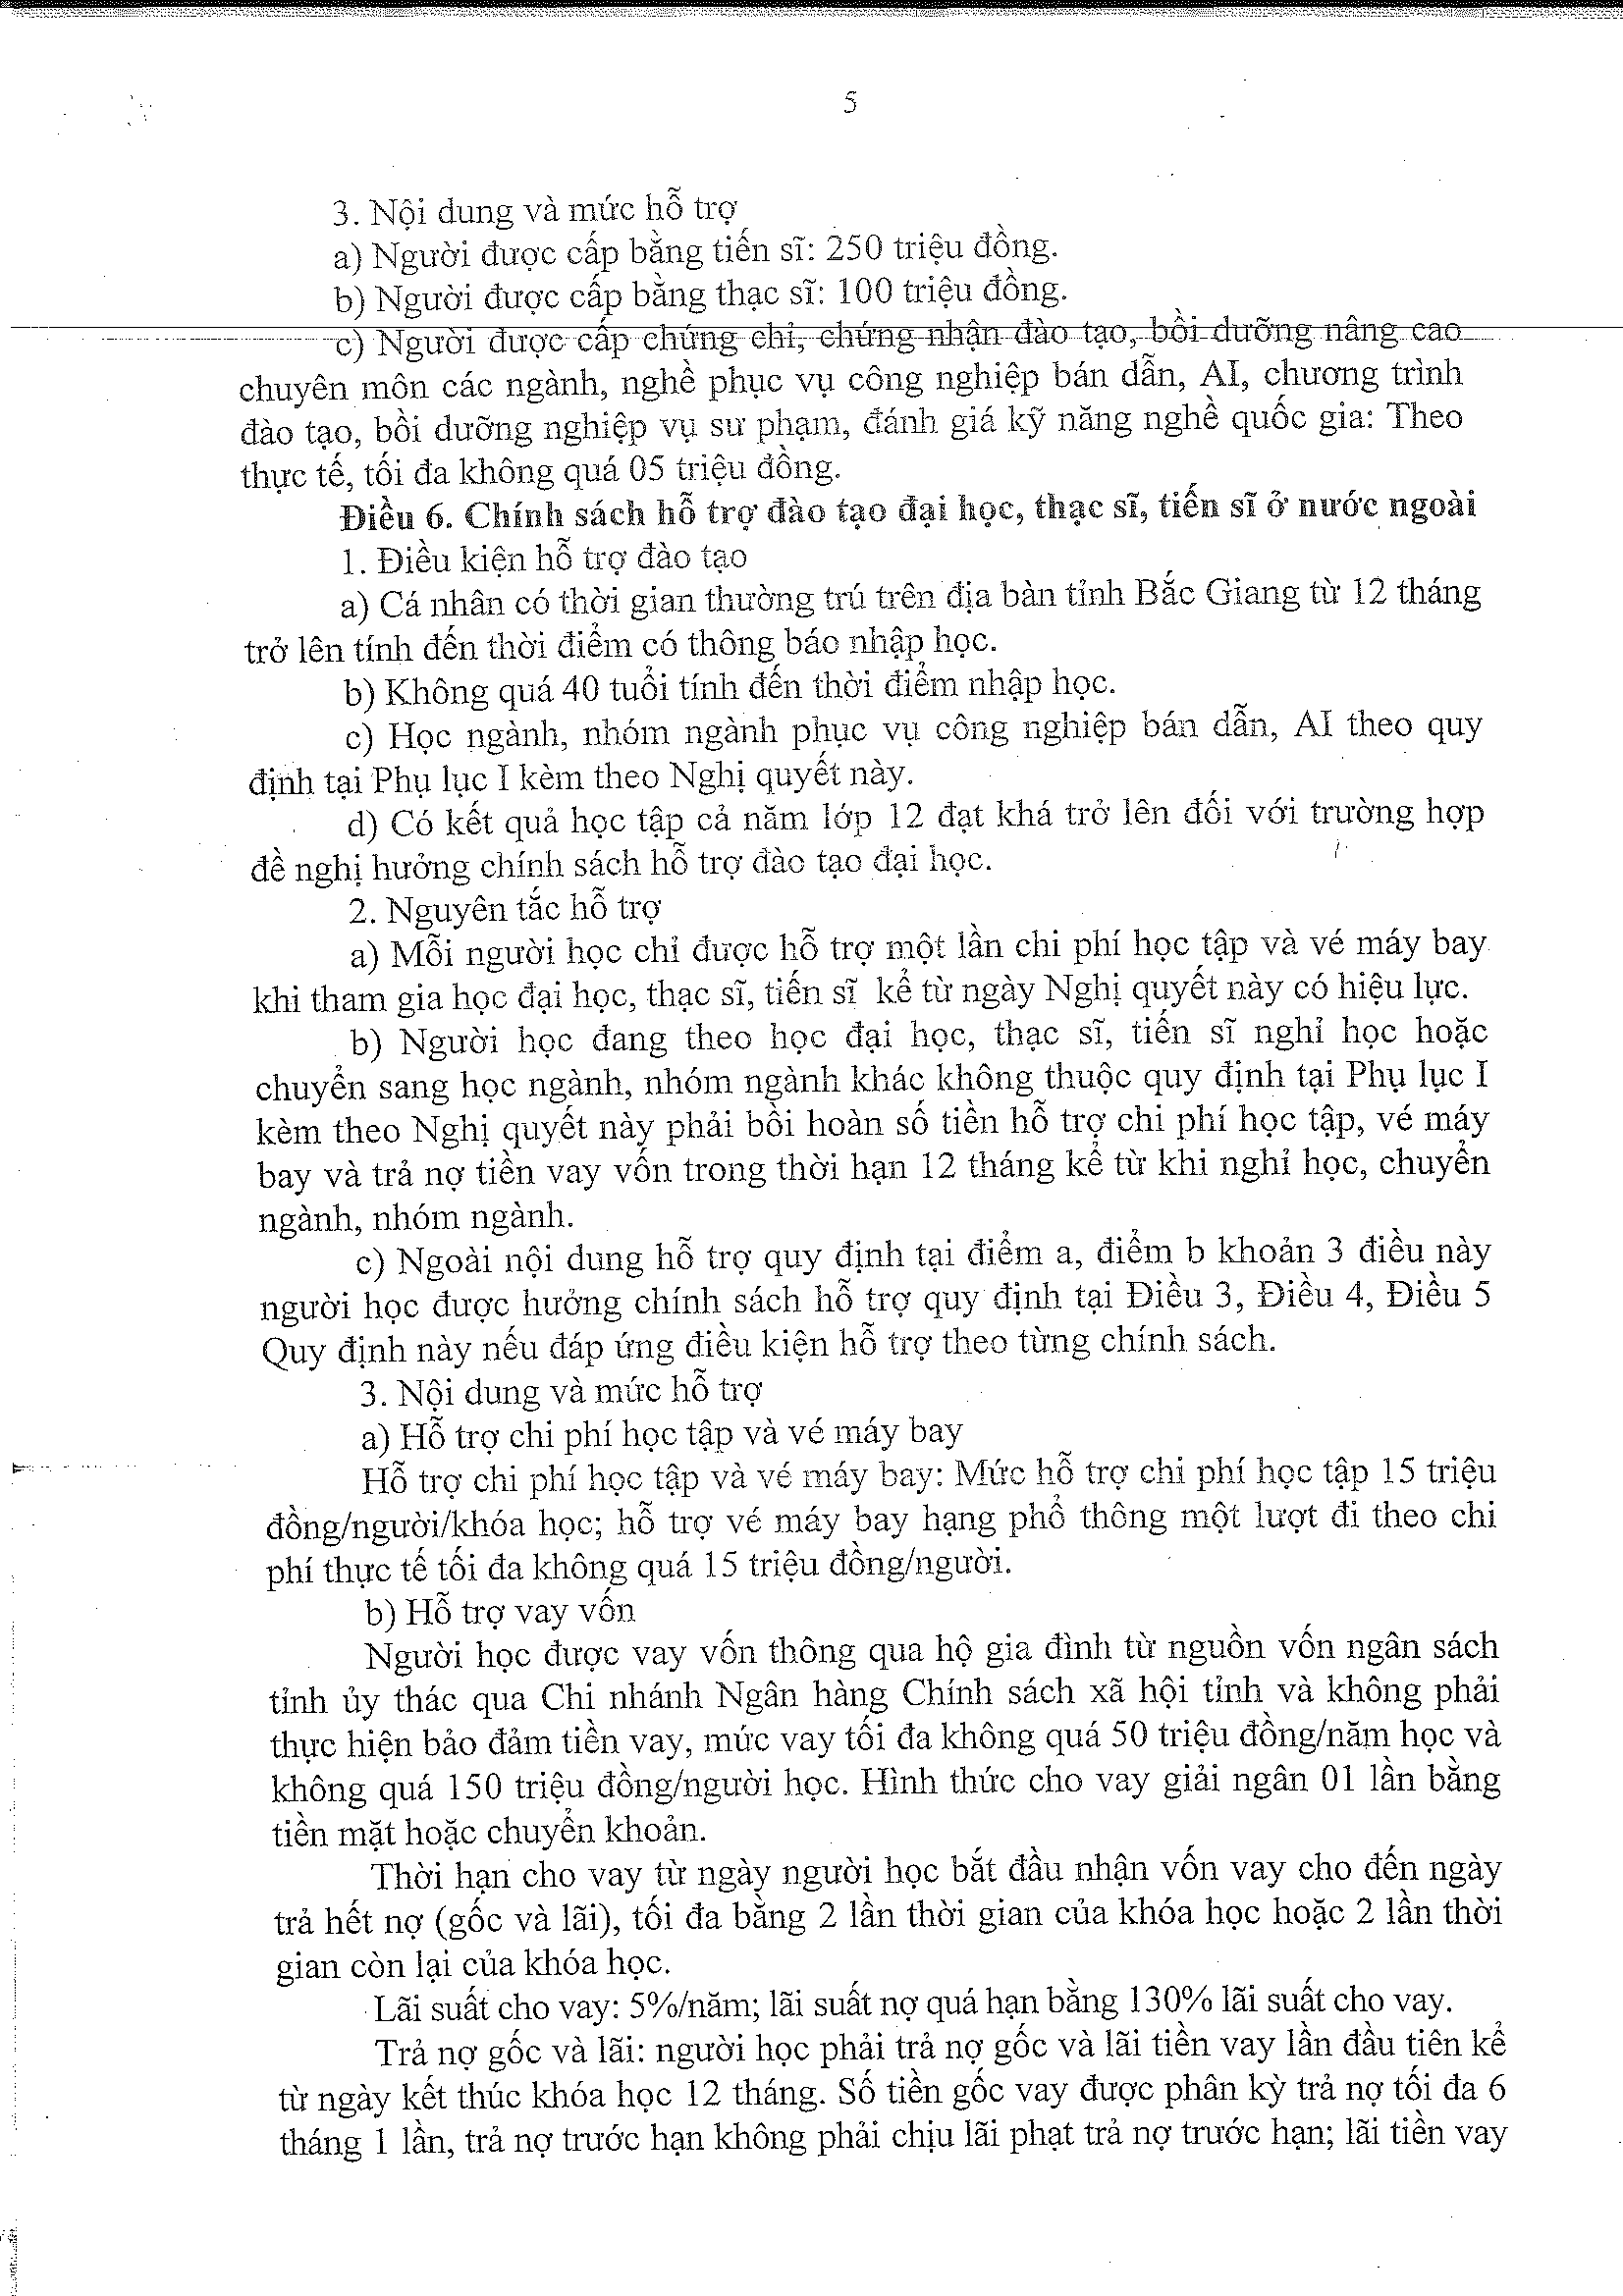 5
3. Nội dung và mức hỗ trợ
a) Người được cấp bằng tiến sĩ: 250 triệu đồng.
b) Người được cấp bằng thạc sĩ: 100 triệu đồng.
c) Người được cấp chứng chỉ, chứng nhận đào tạo, bồi dưỡng nâng cao
chuyên môn các ngành, nghề phục vụ công nghiệp bán dẫn, AI, chương trình
đào tạo, bồi dưỡng nghiệp vụ sư phạm, đánh giá kỹ năng nghề quốc gia: Theo
thực tế, tối đa không quá 05 triệu đồng.
Điều 6. Chính sách hỗ trợ đào tạo đại học, thạc sĩ, tiến sĩ ở nước ngoài
1. Điều kiện hỗ trợ đào tạo
a) Cá nhân có thời gian thường trú trên địa bàn tỉnh Bắc Giang từ 12 tháng
trở lên tính đến thời điểm có thông báo nhập học.
b) Không quá 40 tuổi tính đến thời điểm nhập học.
c) Học ngành, nhóm ngành phục vụ công nghiệp bán dẫn, AI theo quy
định tại Phụ lục I kèm theo Nghị quyết này.
d) Có kết quả học tập cả năm lớp 12 đạt khá trở lên đối với trường hợp
đề nghị hưởng chính sách hỗ trợ đào tạo đại học.
2. Nguyên tắc hỗ trợ
a) Mỗi người học chỉ được hỗ trợ một lần chi phí học tập và vé máy bay
khi tham gia học đại học, thạc sĩ, tiến sĩ kể từ ngày Nghị quyết này có hiệu lực.
b) Người học đang theo học đại học, thạc sĩ, tiến sĩ nghỉ học hoặc
chuyển sang học ngành, nhóm ngành khác không thuộc quy định tại Phụ lục I
kèm theo Nghị quyết này phải bồi hoàn số tiền hỗ trợ chi phí học tập, vé máy
bay và trả nợ tiền vay vốn trong thời hạn 12 tháng kể từ khi nghỉ học, chuyển
ngành, nhóm ngành.
c) Ngoài nội dung hỗ trợ quy định tại điểm a, điểm b khoản 3 điều này
người học được hưởng chính sách hỗ trợ quy định tại Điều 3, Điều 4, Điều 5
Quy định này nếu đáp ứng điều kiện hỗ trợ theo từng chính sách.
3. Nội dung và mức hỗ trợ
a) Hỗ trợ chi phí học tập và vé máy bay
Hỗ trợ chi phí học tập và vé máy bay: Mức hỗ trợ chi phí học tập 15 triệu
đồng/người/khóa học; hỗ trợ vé máy bay hạng phổ thông một lượt đi theo chi
phí thực tế tối đa không quá 15 triệu đồng/người.
b) Hỗ trợ vay vốn
Người học được vay vốn thông qua hộ gia đình từ nguồn vốn ngân sách
tỉnh ủy thác qua Chi nhánh Ngân hàng Chính sách xã hội tỉnh và không phải
thực hiện bảo đảm tiền vay, mức vay tối đa không quá 50 triệu đồng/năm học và
không quá 150 triệu đồng/người học. Hình thức cho vay giải ngân 01 lần bằng
tiền mặt hoặc chuyển khoản.
Thời hạn cho vay từ ngày người học bắt đầu nhận vốn vay cho đến ngày
trả hết nợ (gốc và lãi), tối đa bằng 2 lần thời gian của khóa học hoặc 2 lần thời
gian còn lại của khóa học.
Lãi suất cho vay: 5%/năm; lãi suất nợ quá hạn bằng 130% lãi suất cho vay.
Trả nợ gốc và lãi: người học phải trả nợ gốc và lãi tiền vay lần đầu tiên kể
từ ngày kết thúc khóa học 12 tháng. Số tiền gốc vay được phân kỳ trả nợ tối đa 6
tháng 1 lần, trả nợ trước hạn không phải chịu lãi phạt trả nợ trước hạn; lãi tiền vay